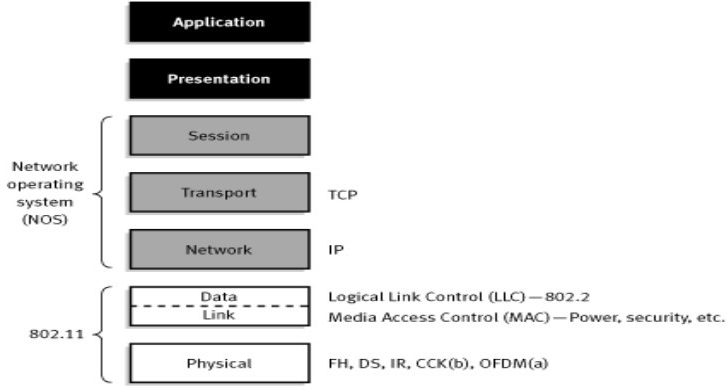 Application
Presentation
Session
Network
operating
system
(NOS)
Transport
TCP
Network
IP
802.11
Data
Link
Logical Link Control (LLC)—802.2
Media Access Control (MAC)—Power, security, etc.
Physical
FH, DS, IR, CCK(b), OFDM(a)